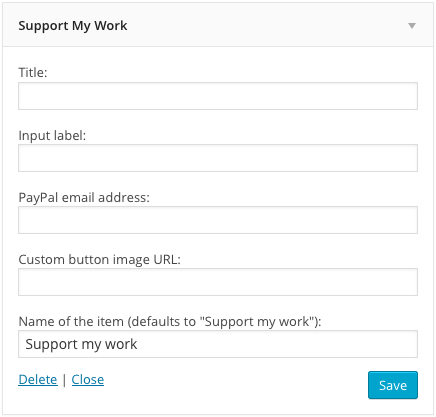 Support My Work
Title:
Input label:
PayPal email address:
Custom button image URL:
Name of the item (defaults to "Support my work"):
Support my work
Delete | Close
Save